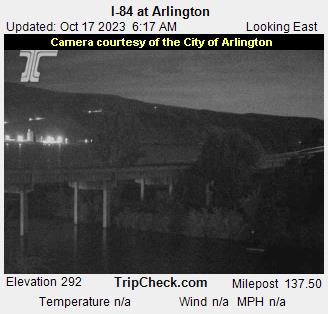 I-84 at Arlington
Updated: Oct 17 2023 6:17 AM Looking East
Camera courtesy of the City of Arlington
Elevation 292 TripCheck.com Milepost 137.50
Temperature n/a Wind n/a MPH n/a